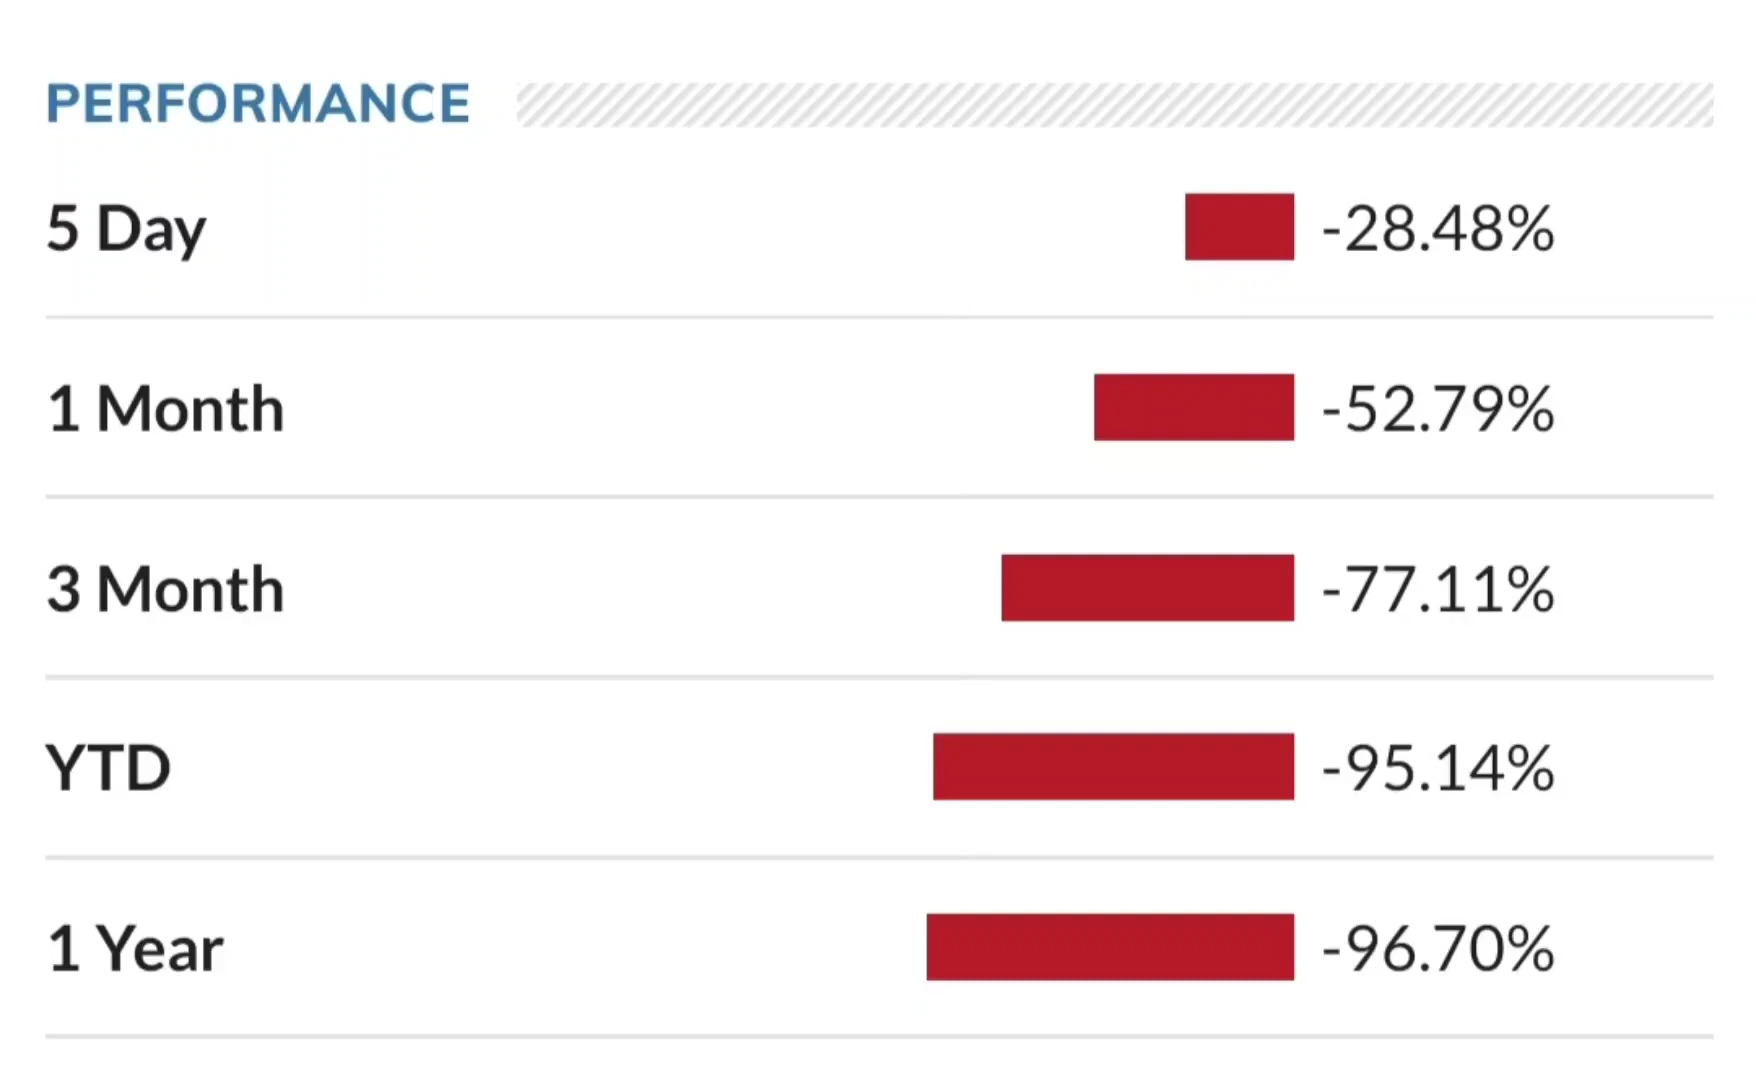 PERFORMANCE
5 Day -28.48%
1 Month -52.79%
3 Month -77.11%
YTD -95.14%
1 Year -96.70%